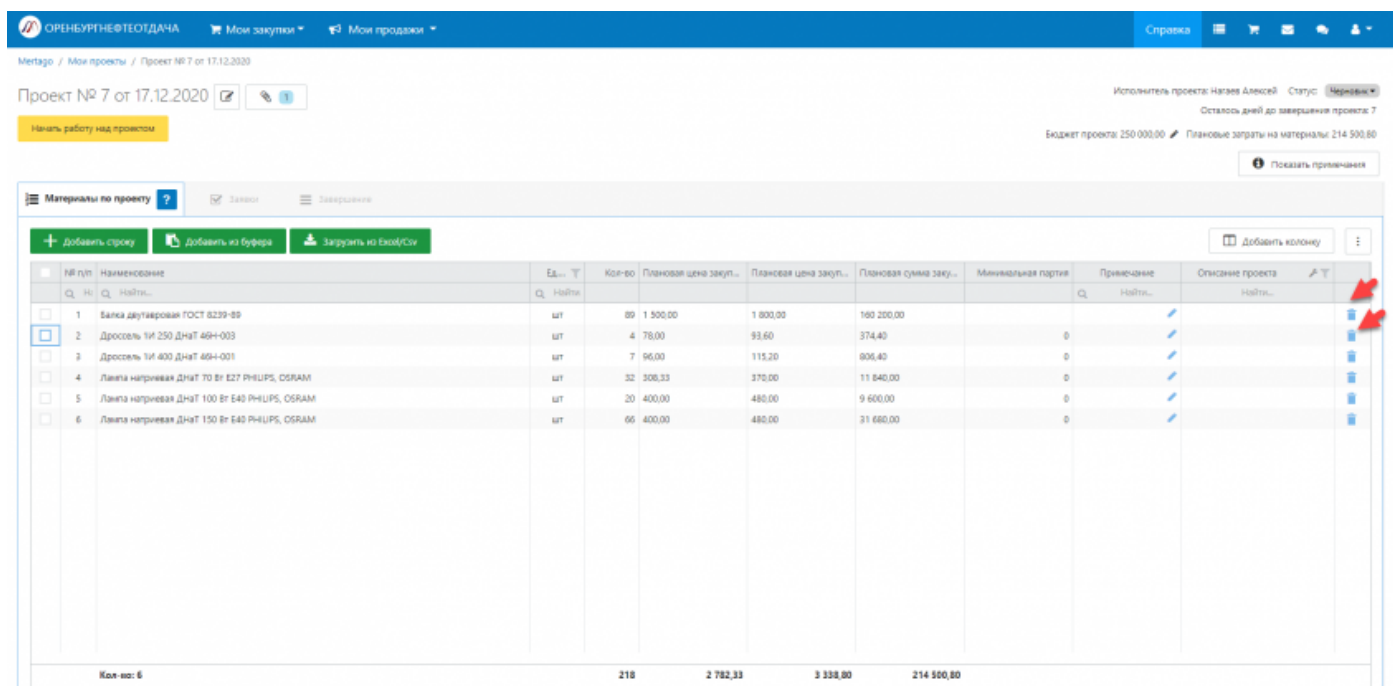 ОРЕНБУРГНЕФТЕОТДАЧА Мои закупки Мои продажи Справка
Mertago / Мои проекты / Проект № 7 от 17.12.2020
Проект № 7 от 17.12.2020 1
Исполнитель проекта: Нагаев Алексей Статус: Черновик
Осталось дней до завершения проекта: 7
Начать работу над проектом
Бюджет проекта: 250 000,00 Плановые затраты на материалы: 214 500,80
Показать примечания
Материалы по проекту ? Заявки Завершение
Добавить строку Добавить из буфера Загрузить из Excel/Csv Добавить колонку
№ п/п Наименование Ед... Кол-во Плановая цена закуп... Плановая цена закуп... Плановая сумма заку... Минимальная партия Примечание Описание проекта
Найти... Найти Найти... Найти...
1 Балка двутавровая ГОСТ 8239-89 шт 89 1 500,00 1 800,00 160 200,00
2 Дроссель 1И 250 ДНаТ 46Н-003 шт 4 78,00 93,60 374,40 0
3 Дроссель 1И 400 ДНаТ 46Н-001 шт 7 96,00 115,20 806,40 0
4 Лампа натриевая ДНаТ 70 Вт Е27 PHILIPS, OSRAM шт 32 308,33 370,00 11 840,00 0
5 Лампа натриевая ДНаТ 100 Вт Е40 PHILIPS, OSRAM шт 20 400,00 480,00 9 600,00 0
6 Лампа натриевая ДНаТ 150 Вт Е40 PHILIPS, OSRAM шт 66 400,00 480,00 31 680,00 0
Кол-во: 6 218 2 782,33 3 338,80 214 500,80